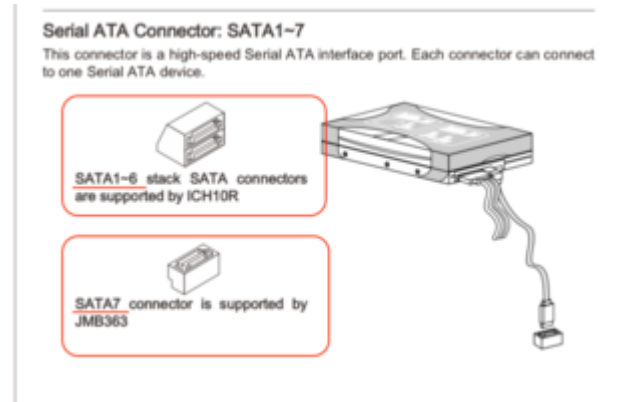 Serial ATA Connector: SATA1~7
This connector is a high-speed Serial ATA interface port. Each connector can connect
to one Serial ATA device.
SATA1~6 stack SATA connectors
are supported by ICH10R
SATA7 connector is supported by
JMB363